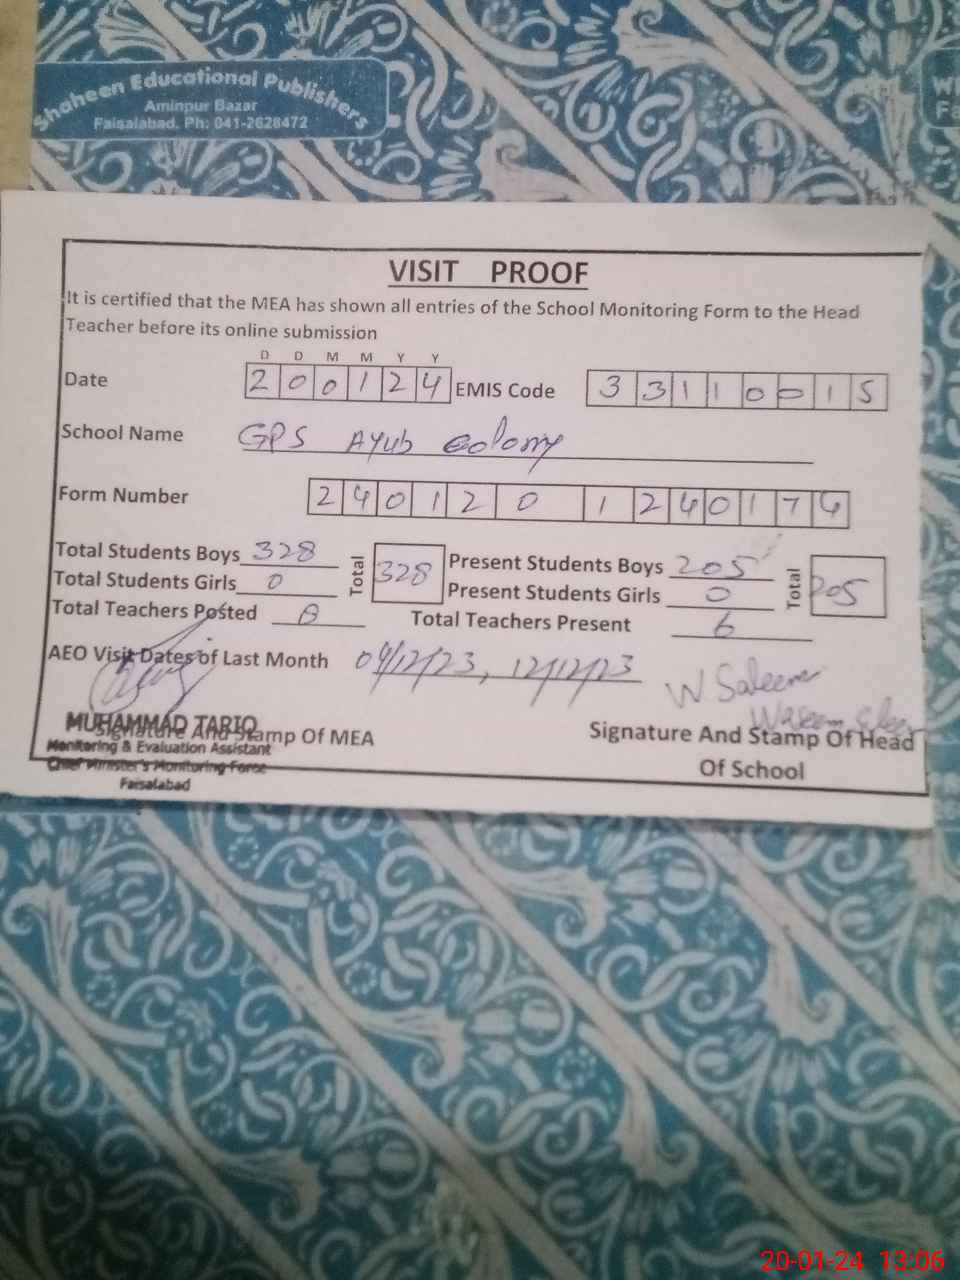 Shaheen Educational Publishers
Aminpur Bazar
Faisalabad. Ph: 041-2628472
VISIT PROOF
It is certified that the MEA has shown all entries of the School Monitoring Form to the Head
Teacher before its online submission
D D M M Y Y
Date 2 0 0 1 2 4 EMIS Code 3 3 1 1 0 0 1 5
School Name GPS Ayub Colony
Form Number 2 4 0 1 2 0 1 2 4 0 1 7 4
Total Students Boys 328 Total 328 Present Students Boys 205 Total 205
Total Students Girls 0 Present Students Girls 0
Total Teachers Posted 8 Total Teachers Present 6
AEO Visit Dates of Last Month 04/12/23, 12/12/23
W Saleem
Waseem
MUHAMMAD TARIQ
Signature And Stamp Of MEA Signature And Stamp Of Head
Of School
Monitoring & Evaluation Assistant
Chief Minister's Monitoring Force
Faisalabad
20-01-24 13:06